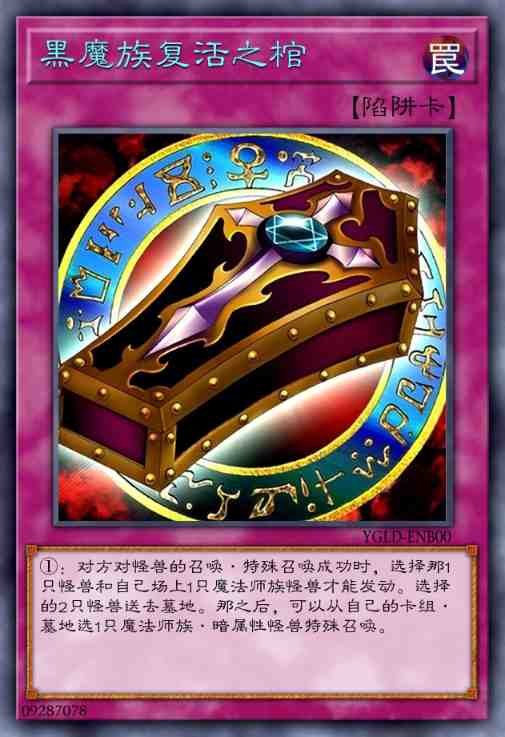 黑魔族复活之棺
罠
【陷阱卡】
YGLD-ENB00
①：对方对怪兽的召唤·特殊召唤成功时，选择那1
只怪兽和自己场上1只魔法师族怪兽才能发动。选择
的2只怪兽送去墓地。那之后，可以从自己的卡组·
墓地选1只魔法师族·暗属性怪兽特殊召唤。
09287078